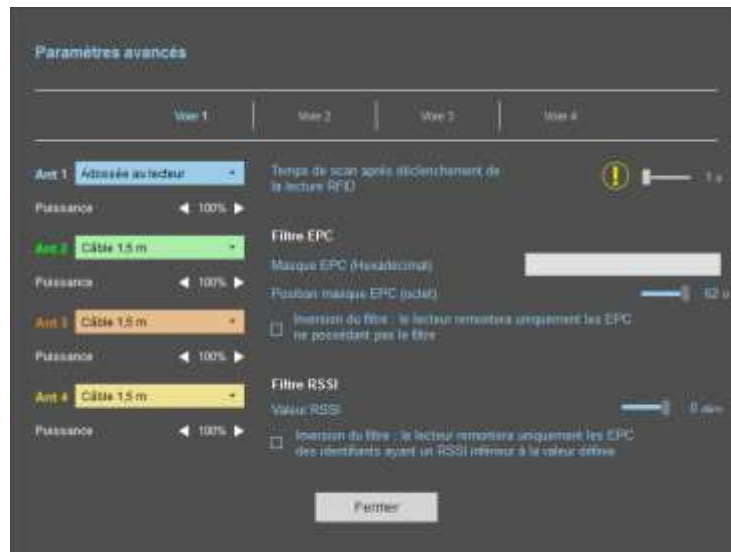 Paramètres avancés
Voie 1
Voie 2
Voie 3
Voie 4
Ant 1
Adossée au lecteur
Puissance
100%
Ant 2
Câble 1,5 m
Puissance
100%
Ant 3
Câble 1,5 m
Puissance
100%
Ant 4
Câble 1,5 m
Puissance
100%
Temps de scan après déclenchement de
la lecture RFID
1 s
Filtre EPC
Masque EPC (Hexadécimal)
Position masque EPC (octet)
62 o
Inversion du filtre : le lecteur remontera uniquement les EPC
ne possédant pas le filtre
Filtre RSSI
Valeur RSSI
0
Inversion du filtre : le lecteur remontera uniquement les EPC
des identifiants ayant un RSSI inférieur à la valeur définie
Fermer